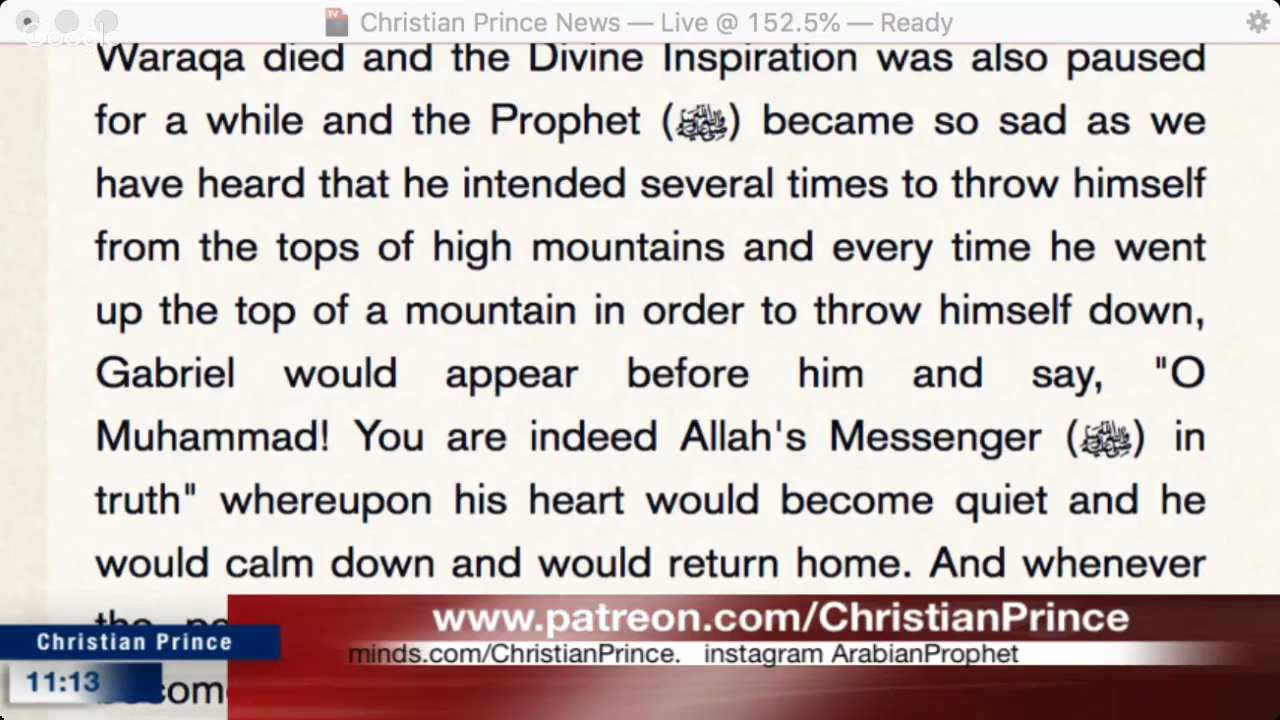 Christian Prince News — Live @ 152.5% — Ready
Google
Waraqa died and the Divine Inspiration was also paused
for a while and the Prophet (ﷺ) became so sad as we
have heard that he intended several times to throw himself
from the tops of high mountains and every time he went
up the top of a mountain in order to throw himself down,
Gabriel would appear before him and say, "O
Muhammad! You are indeed Allah's Messenger (ﷺ) in
truth" whereupon his heart would become quiet and he
would calm down and would return home. And whenever
the
www.patreon.com/ChristianPrince
Christian Prince
minds.com/ChristianPrince. instagram ArabianProphet
11:13